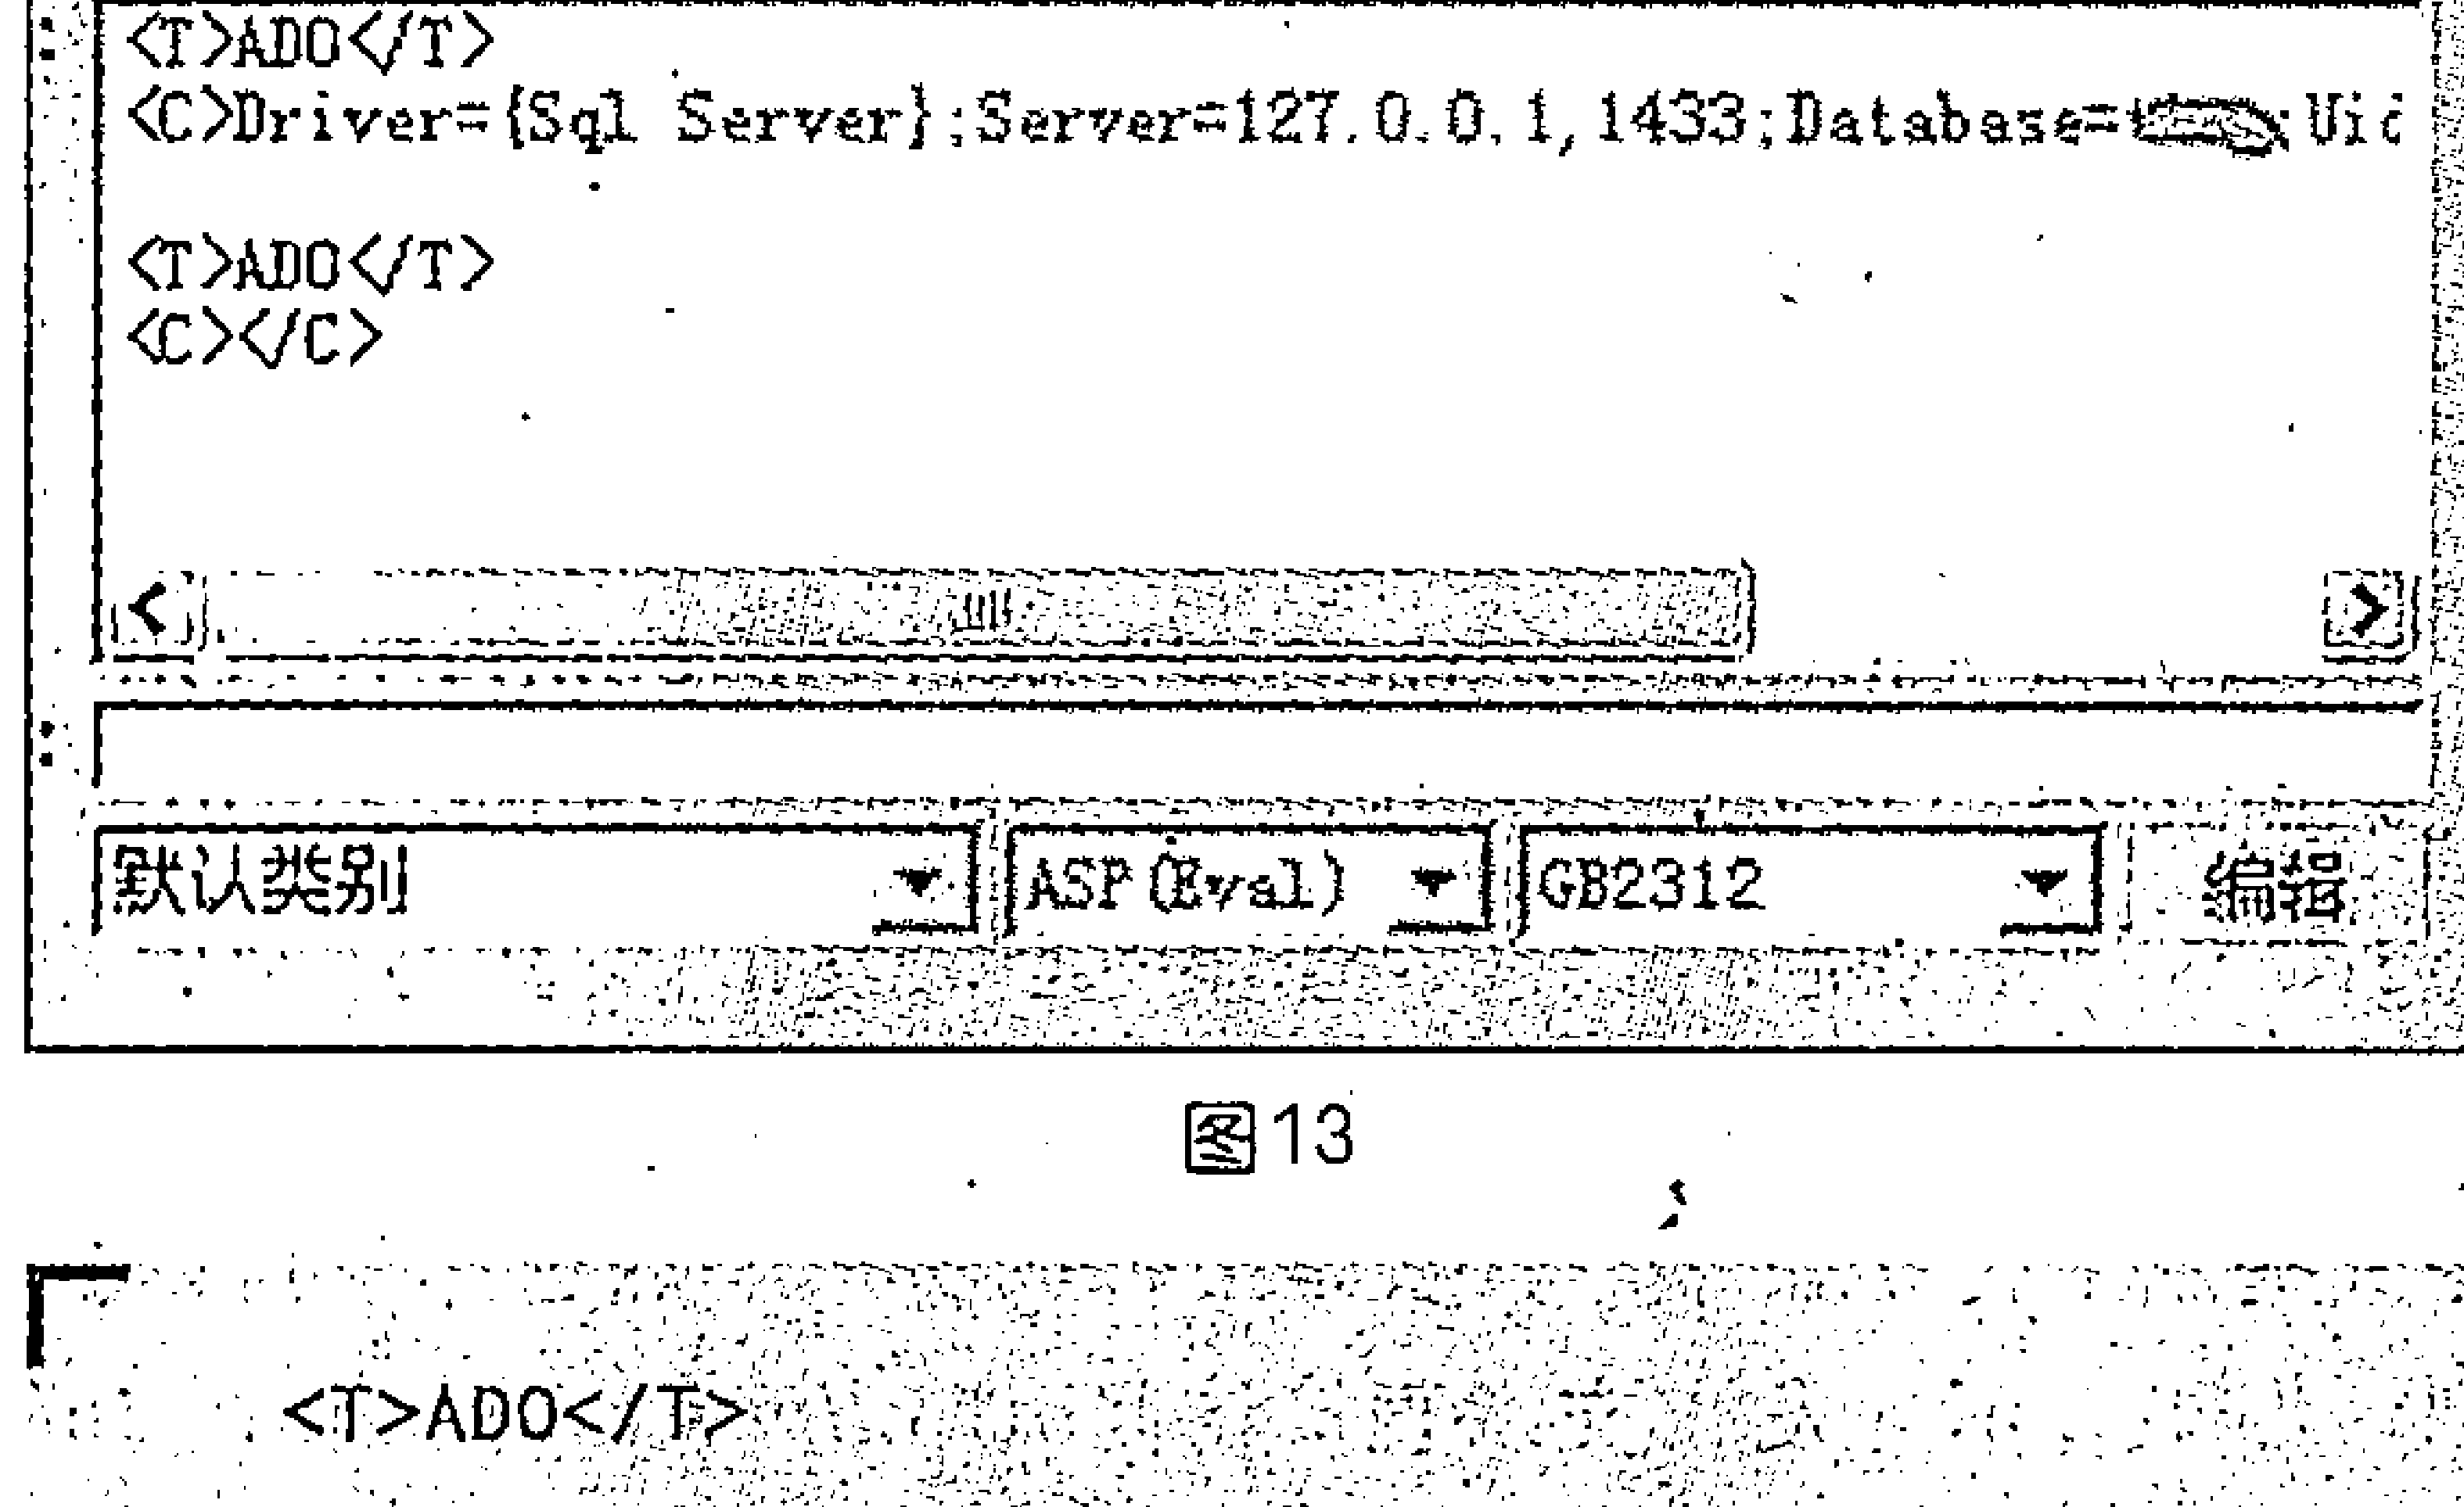 <T>ADO</T>
<C>Driver={Sql Server};Server=127.0.0.1,1433;Database= ;Uid
<T>ADO</T>
<C></C>
默认类别 ASP(Eval) GB2312 编辑
图13
<T>ADO</T>